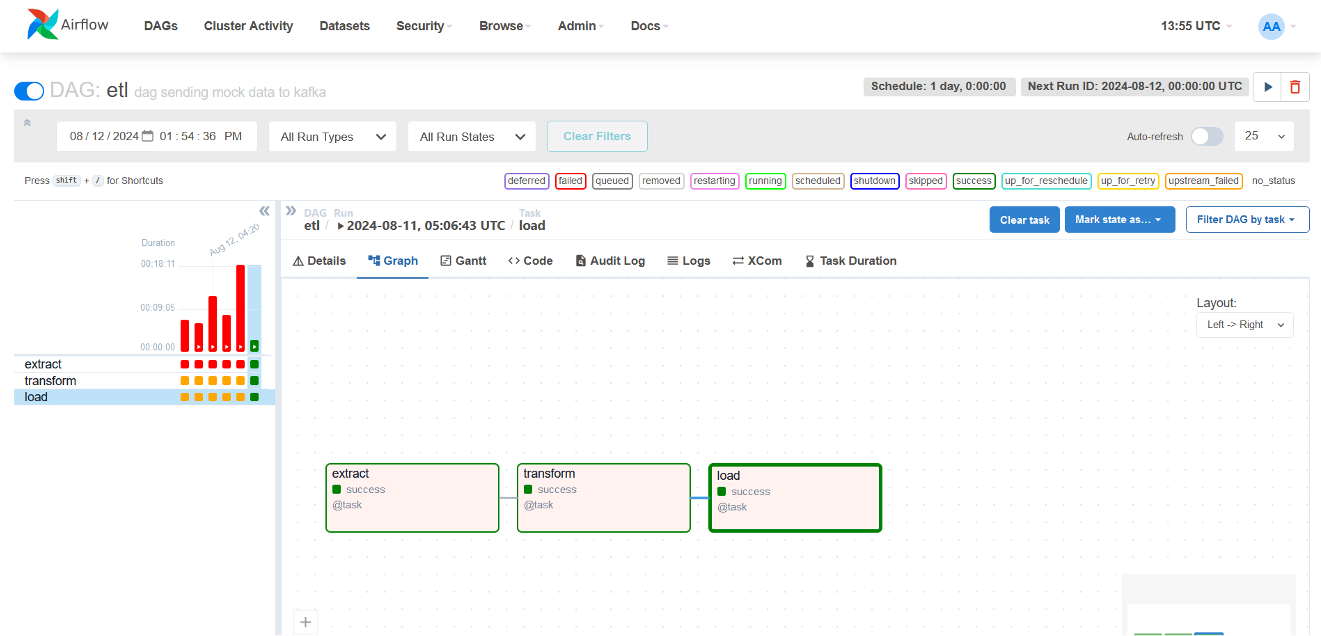 Airflow DAGs Cluster Activity Datasets Security Browse Admin Docs 13:55 UTC AA
DAG: etl dag sending mock data to kafka Schedule: 1 day, 0:00:00 Next Run ID: 2024-08-12, 00:00:00 UTC
08/12/2024 01:54:36 PM All Run Types All Run States Clear Filters Auto-refresh 25
Press shift + / for Shortcuts deferred failed queued removed restarting running scheduled shutdown skipped success up_for_reschedule up_for_retry upstream_failed no_status
DAG Run Task
etl / 2024-08-11, 05:06:43 UTC / load Clear task Mark state as... Filter DAG by task
Duration Aug 12, 04:20
00:18:11
00:09:05
00:00:00
extract
transform
load
Details Graph Gantt Code Audit Log Logs XCom Task Duration
Layout:
Left -> Right
extract
success
@task
transform
success
@task
load
success
@task